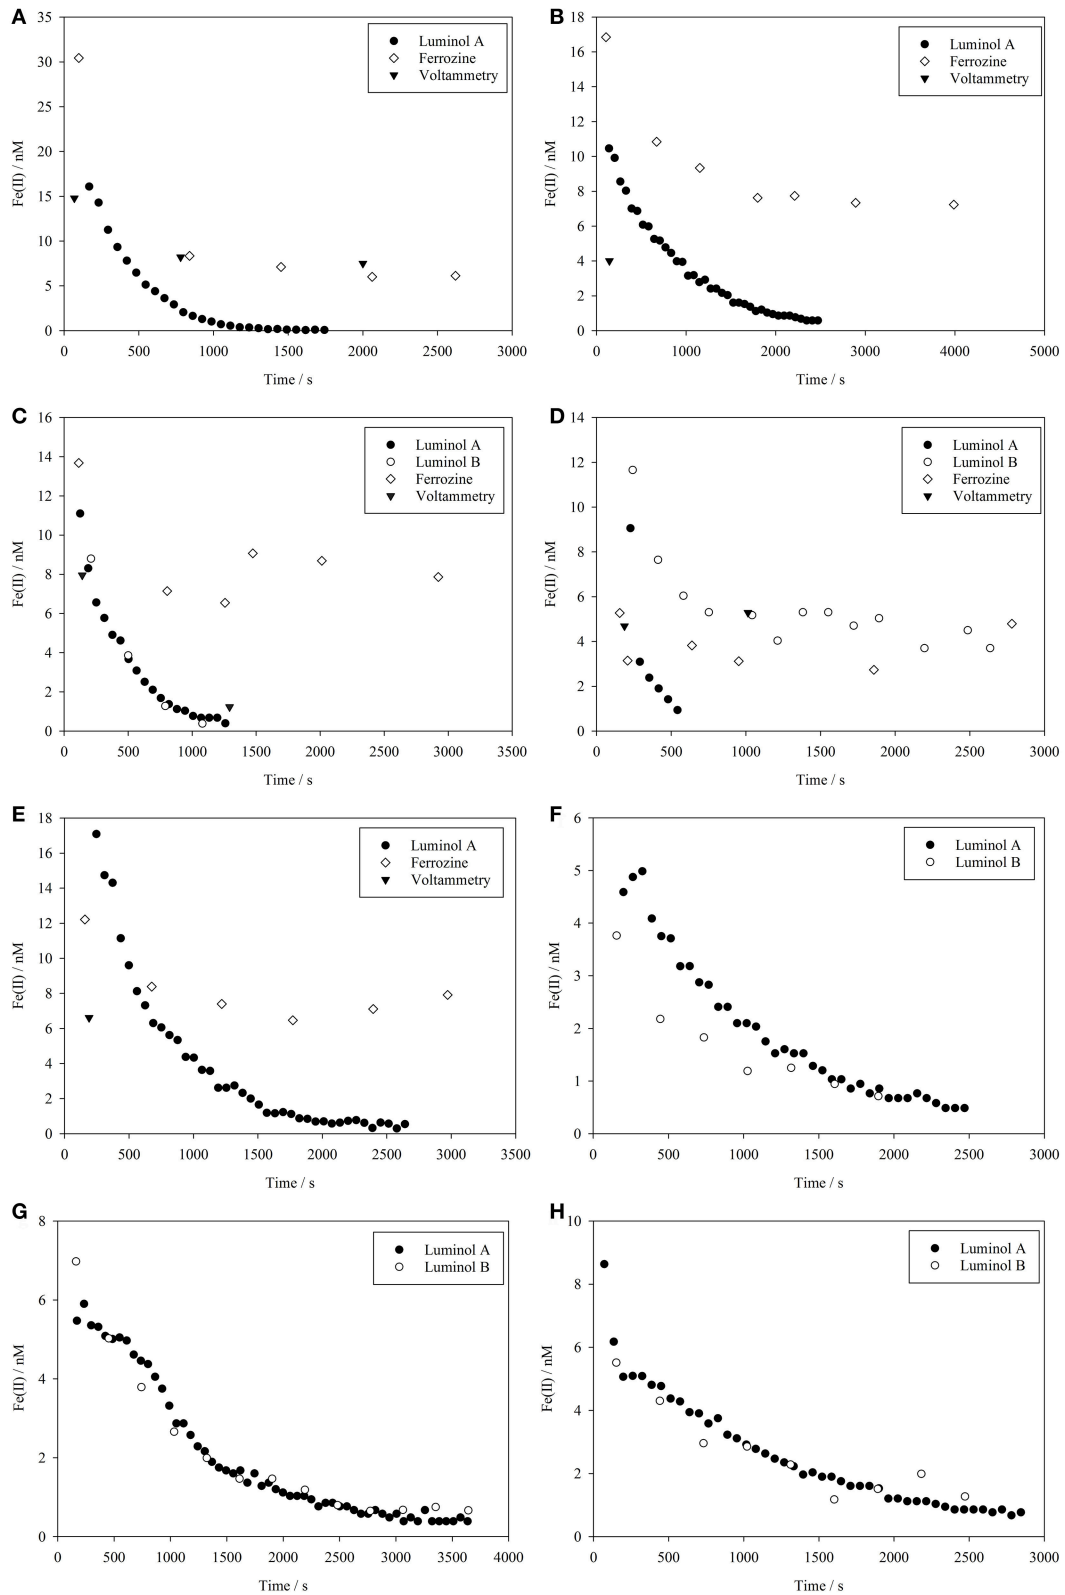 A
35
30
25
20
15
10
5
0
Fe(II) / nM
Luminol A
Ferrozine
Voltammetry
0 500 1000 1500 2000 2500 3000
Time / s
B
18
16
14
12
10
8
6
4
2
0
Fe(II) / nM
Luminol A
Ferrozine
Voltammetry
0 1000 2000 3000 4000 5000
Time / s
C
16
14
12
10
8
6
4
2
0
Fe(II) / nM
Luminol A
Luminol B
Ferrozine
Voltammetry
0 500 1000 1500 2000 2500 3000 3500
Time / s
D
14
12
10
8
6
4
2
0
Fe(II) / nM
Luminol A
Luminol B
Ferrozine
Voltammetry
0 500 1000 1500 2000 2500 3000
Time / s
E
18
16
14
12
10
8
6
4
2
0
Fe(II) / nM
Luminol A
Ferrozine
Voltammetry
0 500 1000 1500 2000 2500 3000 3500
Time / s
F
6
5
4
3
2
1
0
Fe(II) / nM
Luminol A
Luminol B
0 500 1000 1500 2000 2500 3000
Time / s
G
8
6
4
2
0
Fe(II) / nM
Luminol A
Luminol B
0 500 1000 1500 2000 2500 3000 3500 4000
Time / s
H
10
8
6
4
2
0
Fe(II) / nM
Luminol A
Luminol B
0 500 1000 1500 2000 2500 3000
Time / s